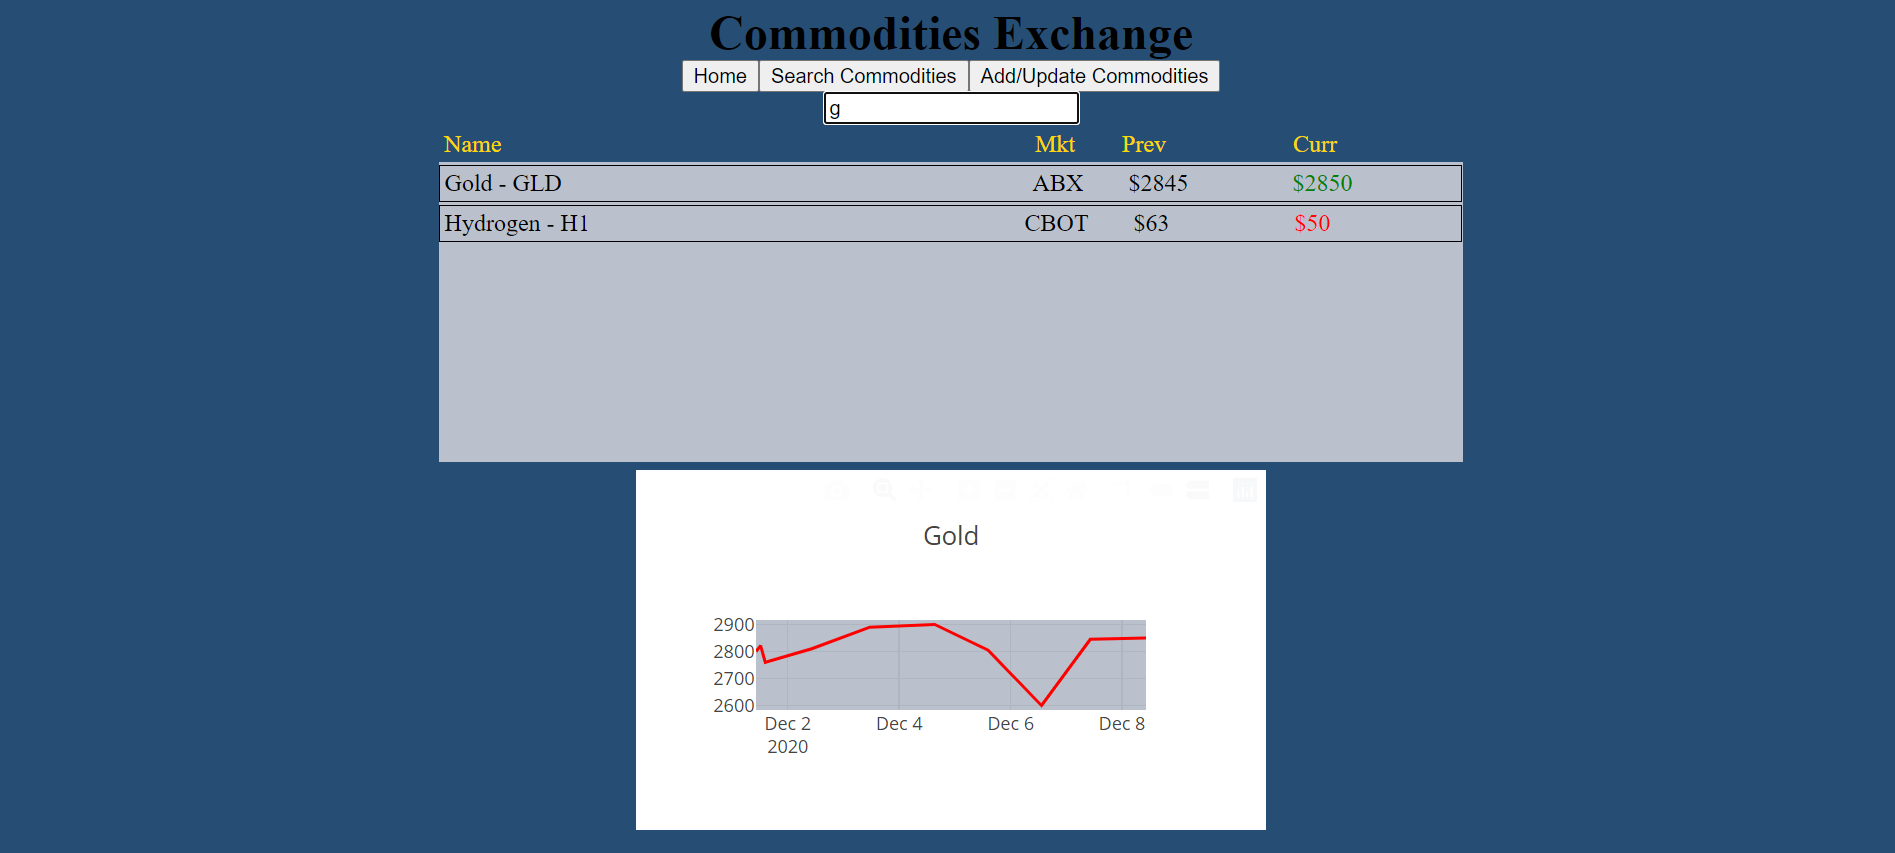 Commodities Exchange
Home Search Commodities Add/Update Commodities
g
Name Mkt Prev Curr
Gold - GLD ABX $2845 $2850
Hydrogen - H1 CBOT $63 $50
Gold
2900
2800
2700
2600
Dec 2 Dec 4 Dec 6 Dec 8
2020